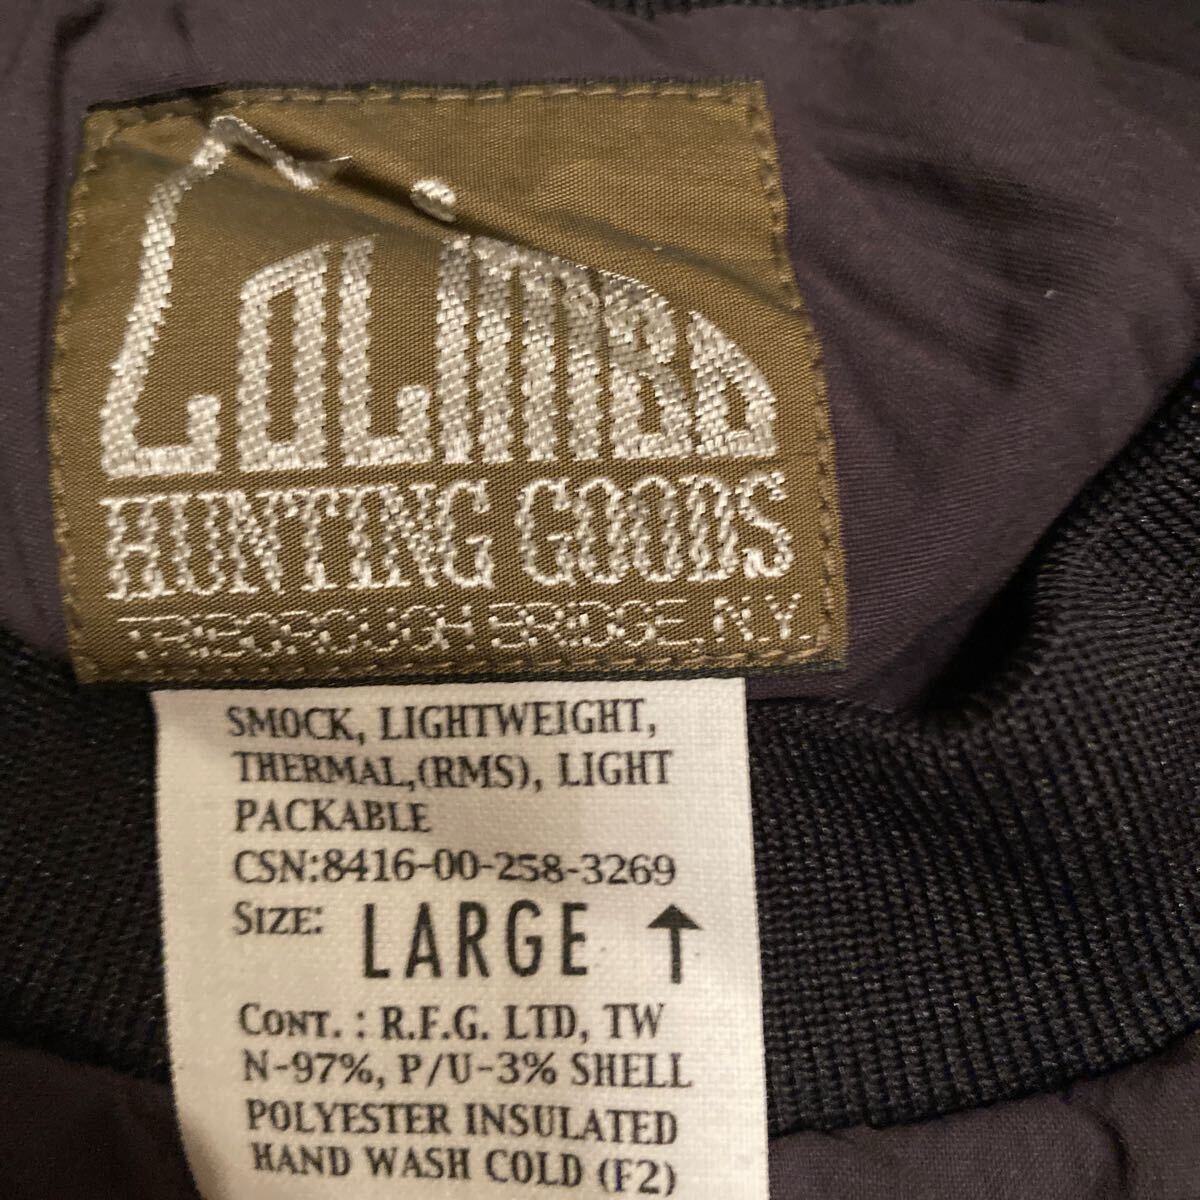 COLIMBO
HUNTING GOODS
TRIBOROUGH BRIDGE, N.Y.
SMOCK, LIGHTWEIGHT,
THERMAL,(RMS), LIGHT
PACKABLE
CSN:8416-00-258-3269
SIZE: LARGE ↑
CONT. : R.F.G. LTD, TW
N-97%, P/U-3% SHELL
POLYESTER INSULATED
HAND WASH COLD (F2)